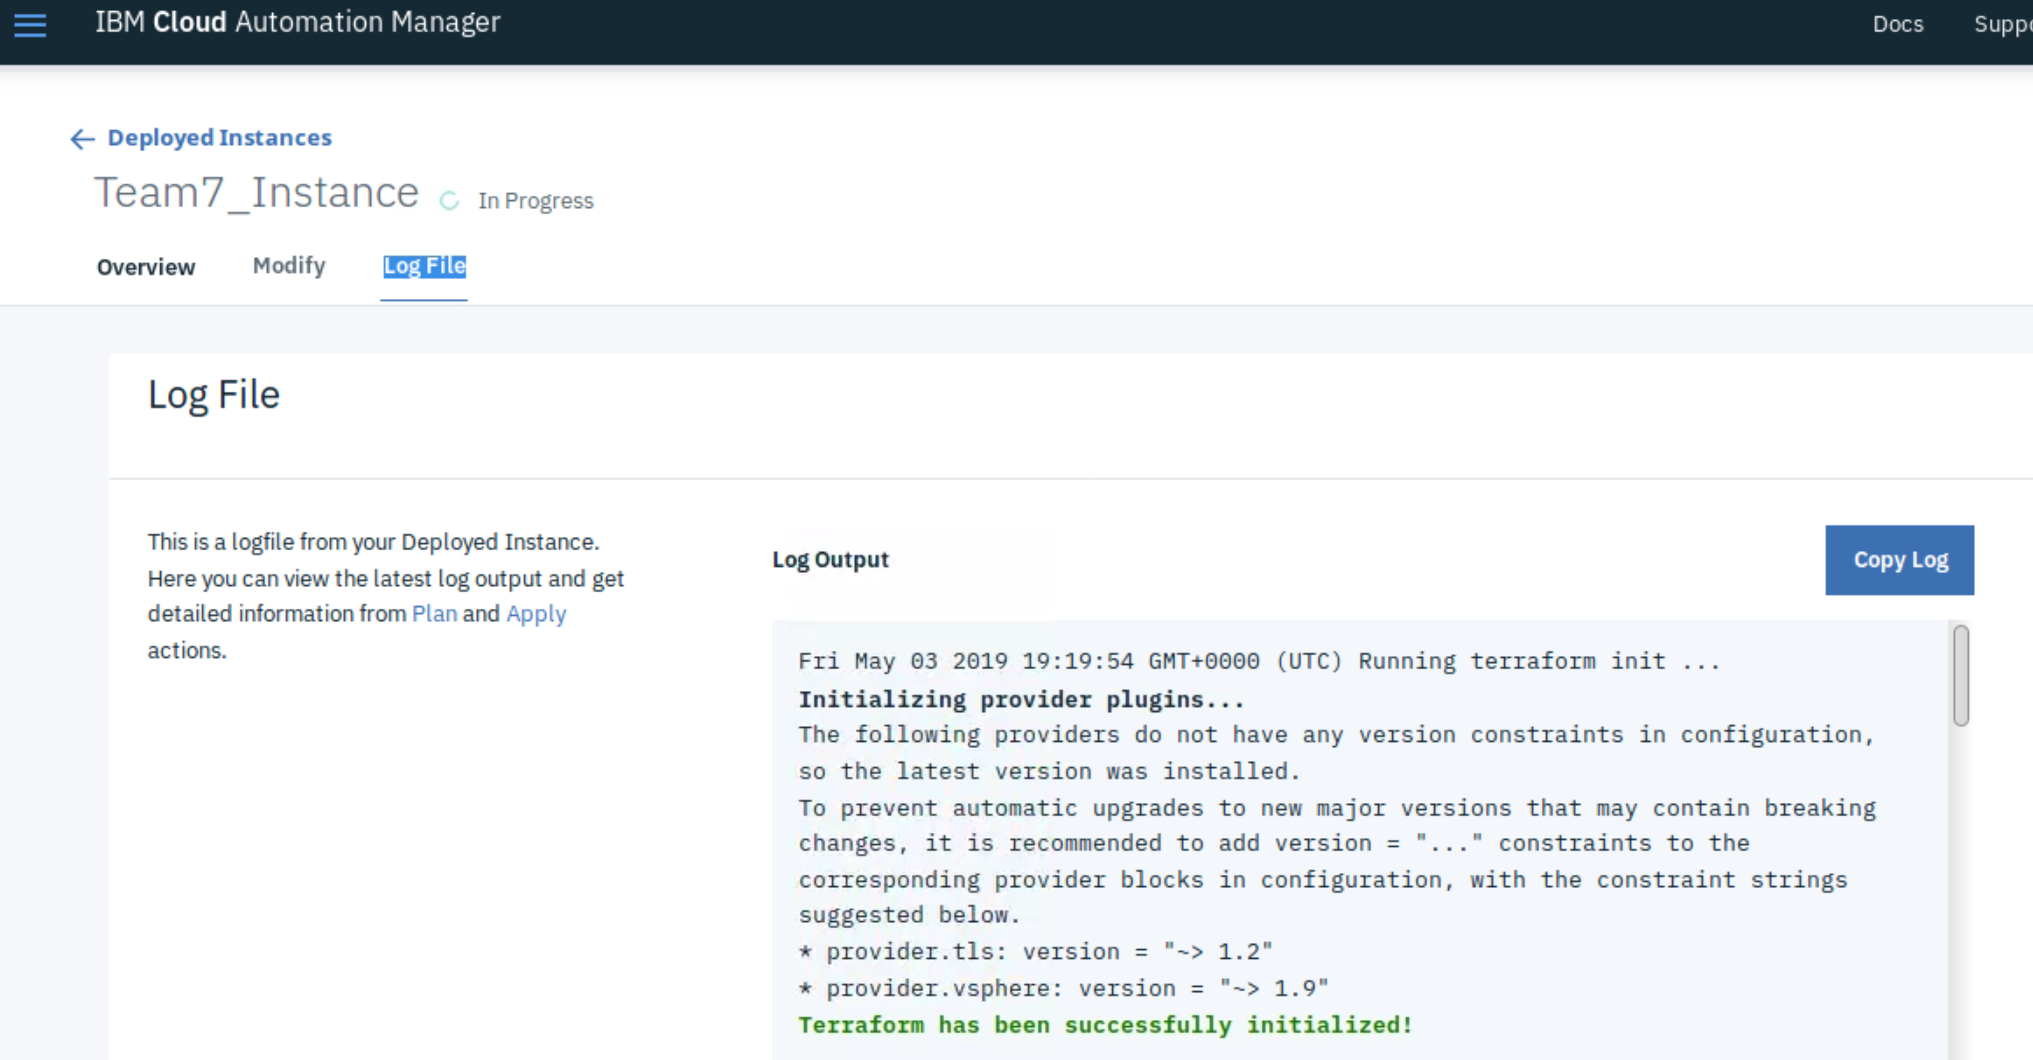 IBM Cloud Automation Manager
Docs
Deployed Instances
Team7_Instance In Progress
Overview Modify Log File
Log File
This is a logfile from your Deployed Instance.
Here you can view the latest log output and get
detailed information from Plan and Apply
actions.
Log Output
Copy Log
Fri May 03 2019 19:19:54 GMT+0000 (UTC) Running terraform init ...
Initializing provider plugins...
The following providers do not have any version constraints in configuration,
so the latest version was installed.
To prevent automatic upgrades to new major versions that may contain breaking
changes, it is recommended to add version = "..." constraints to the
corresponding provider blocks in configuration, with the constraint strings
suggested below.
* provider.tls: version = "~> 1.2"
* provider.vsphere: version = "~> 1.9"
Terraform has been successfully initialized!